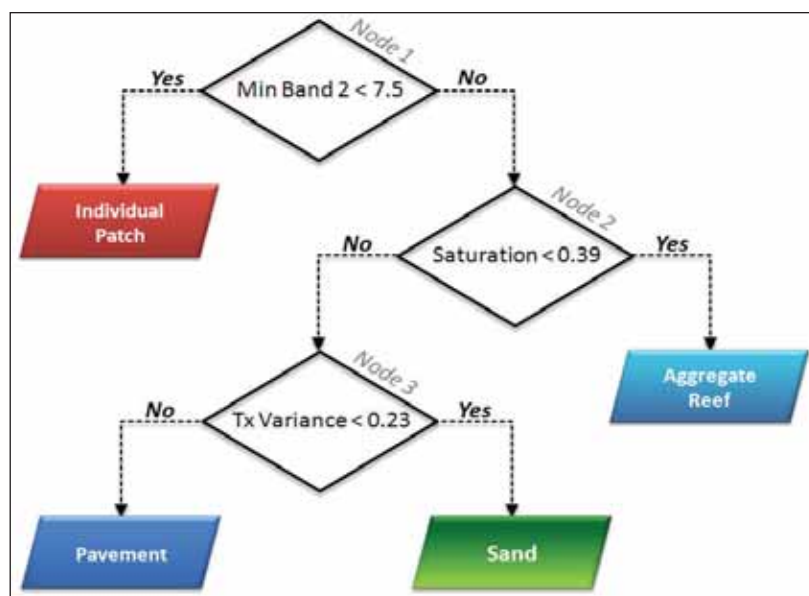 Node 1
Yes
No
Min Band 2 < 7.5
Individual
Patch
Node 2
No
Yes
Saturation < 0.39
Aggregate
Reef
Node 3
No
Yes
Tx Variance < 0.23
Pavement
Sand